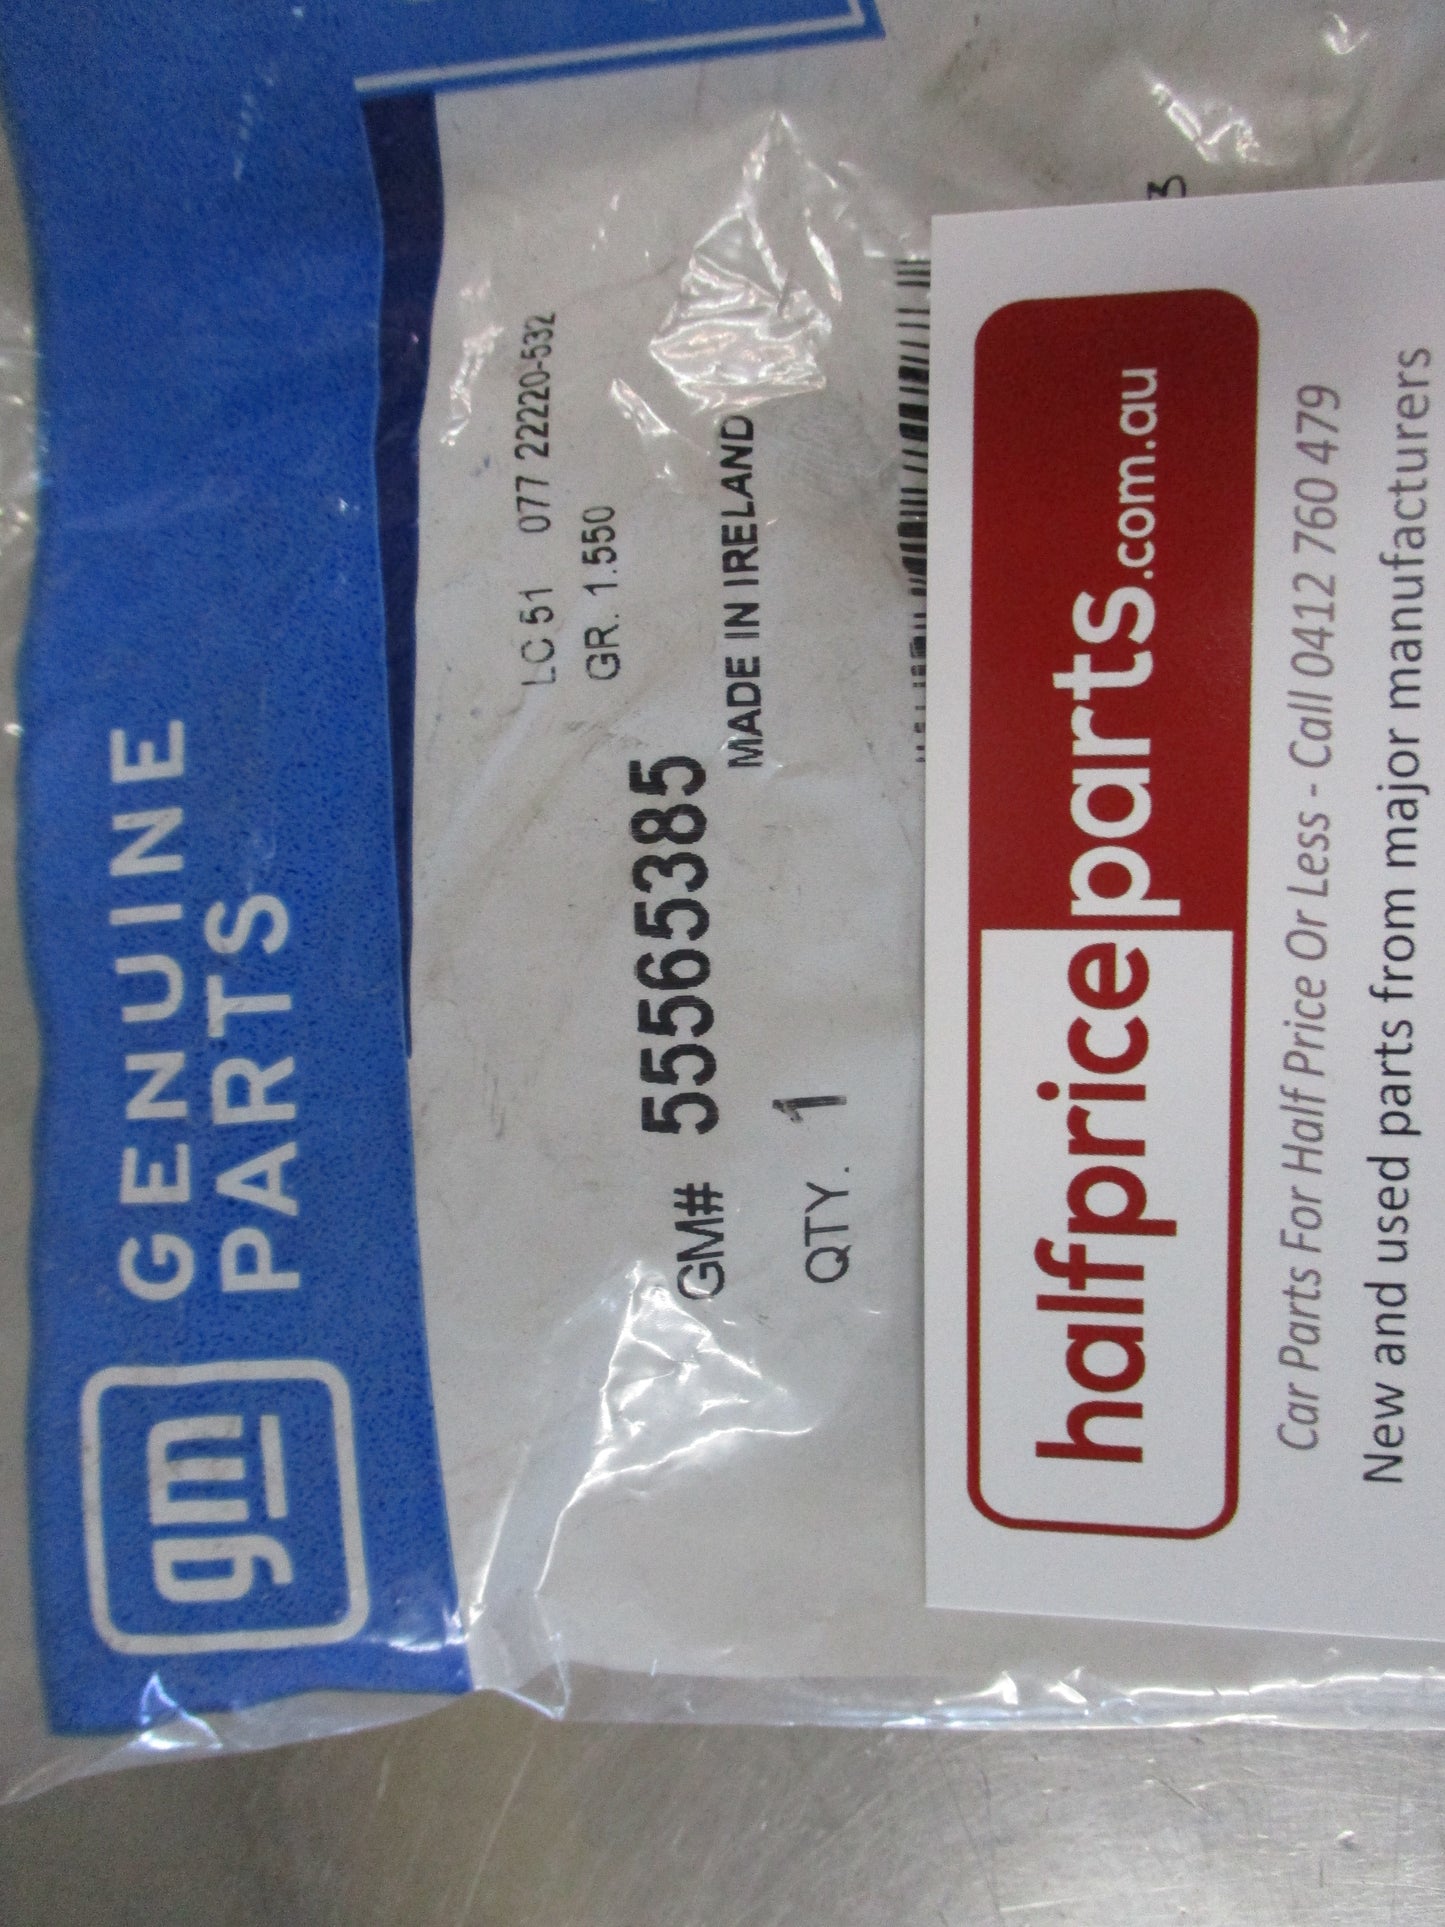 gm
GENUINE
PARTS
LC 51 077 22220-532
GR. 1.550
GM# 55565385
MADE IN IRELAND
QTY. 1
3
halfpriceparts.com.au
Car Parts For Half Price Or Less - Call 0412 760 479
New and used parts from major manufacturers